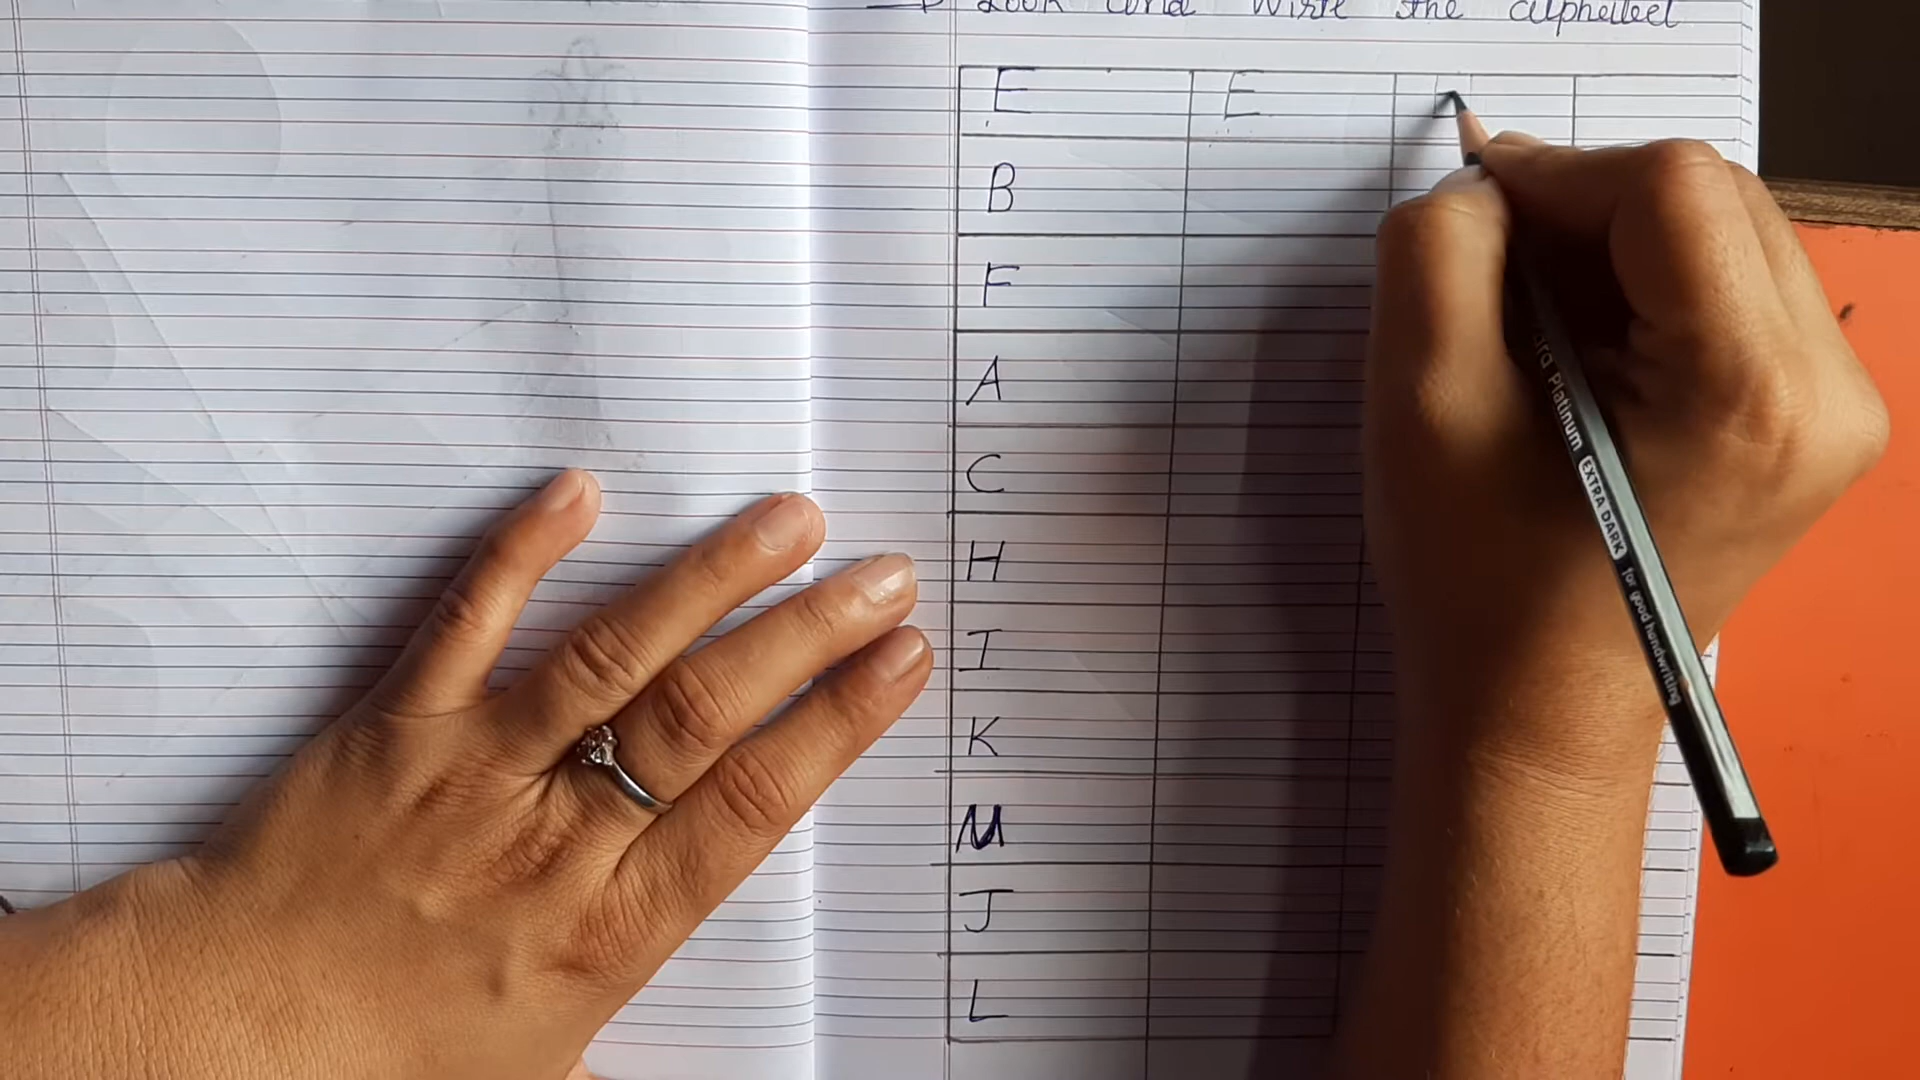 Look and Write the alphabet
E E E
B
F
A
C
H
I
K
M
J
L
Platinum EXTRA DARK for good handwriting